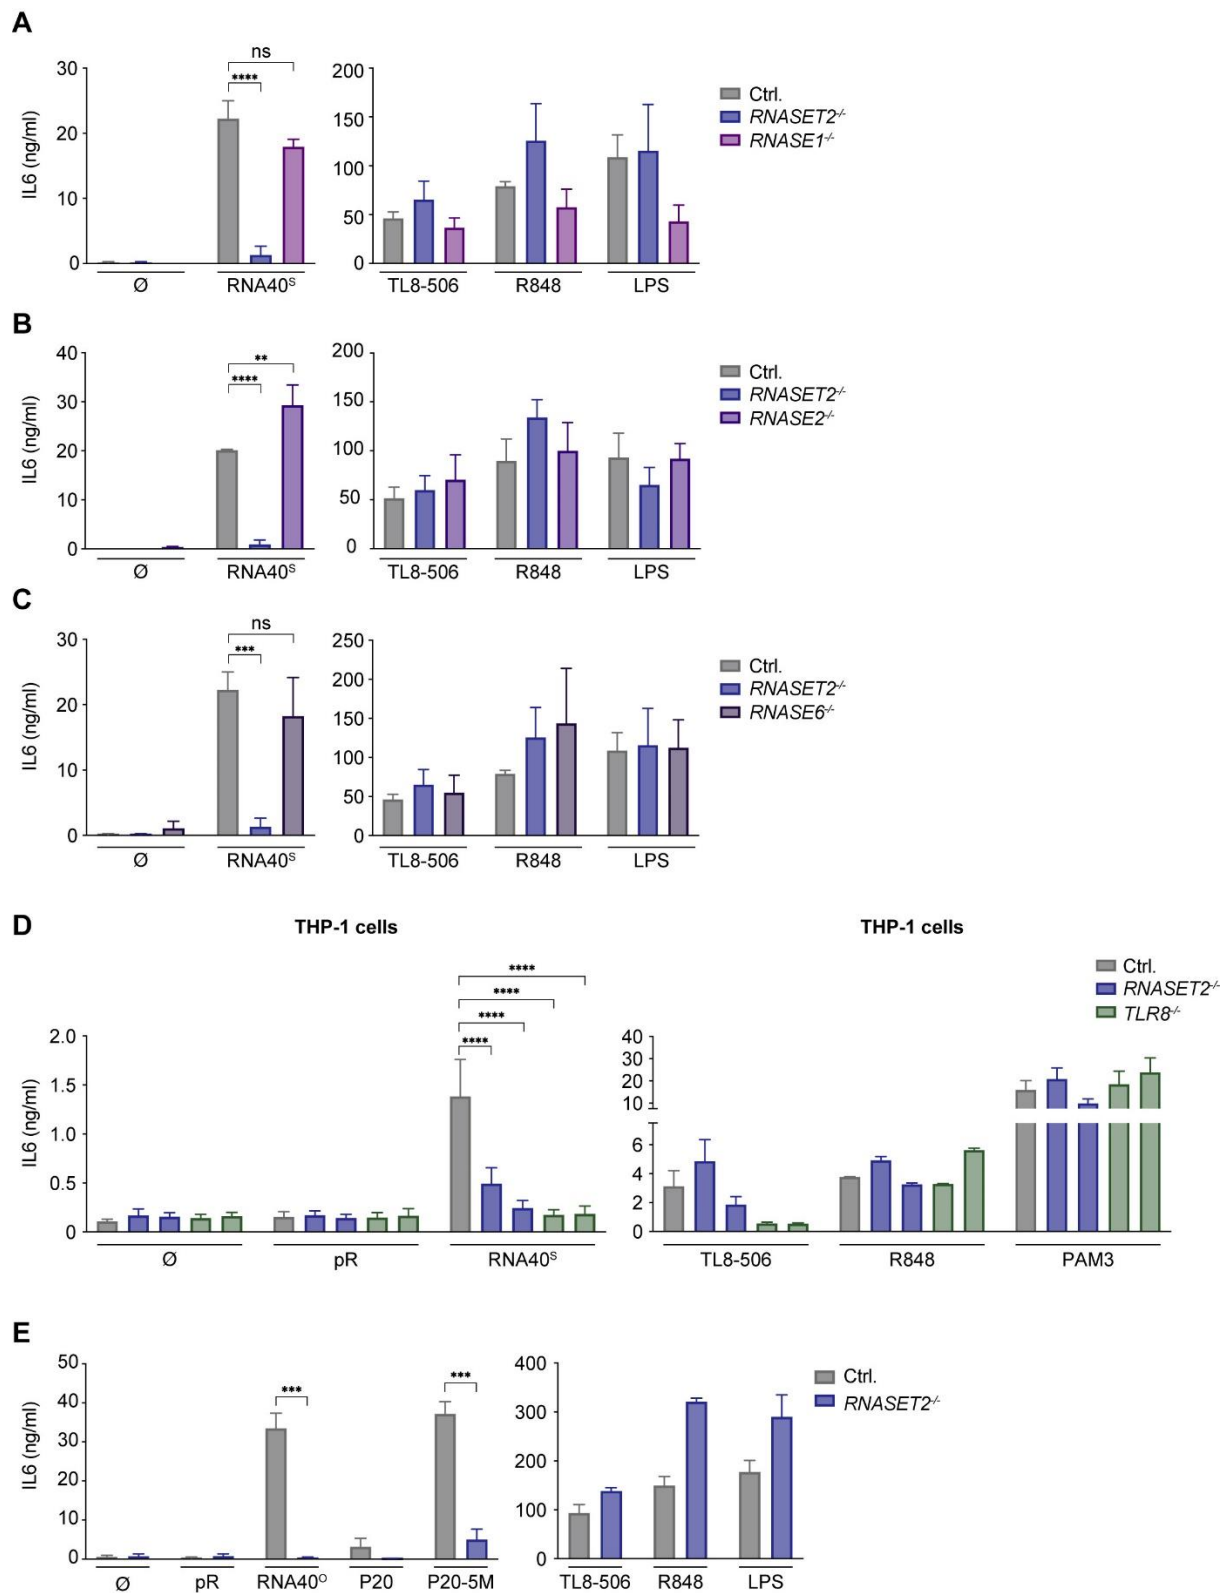 A
IL6 (ng/ml)
30
20
10
0
ns
****
Ø RNA40ˢ
200
150
100
50
0
TL8-506 R848 LPS
Ctrl.
RNASET2⁻/⁻
RNASE1⁻/⁻
B
IL6 (ng/ml)
40
30
20
10
0
**
****
Ø RNA40ˢ
200
150
100
50
0
TL8-506 R848 LPS
Ctrl.
RNASET2⁻/⁻
RNASE2⁻/⁻
C
IL6 (ng/ml)
30
20
10
0
ns
***
Ø RNA40ˢ
250
200
150
100
50
0
TL8-506 R848 LPS
Ctrl.
RNASET2⁻/⁻
RNASE6⁻/⁻
D
THP-1 cells
IL6 (ng/ml)
2.0
1.5
1.0
0.5
0
****
****
****
****
Ø pR RNA40ˢ
THP-1 cells
40
30
20
10
6
4
2
0
TL8-506 R848 PAM3
Ctrl.
RNASET2⁻/⁻
TLR8⁻/⁻
E
IL6 (ng/ml)
50
40
30
20
10
0
***
***
Ø pR RNA40ᴼ P20 P20-5M
400
300
200
100
0
TL8-506 R848 LPS
Ctrl.
RNASET2⁻/⁻